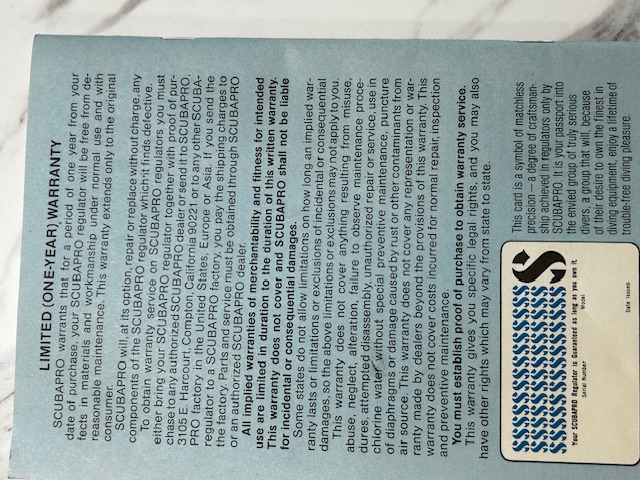 LIMITED (ONE-YEAR) WARRANTY
SCUBAPRO warrants that for a period of one year from your
date of purchase, your SCUBAPRO regulator will be free from de-
fects in materials and workmanship under normal use and with
reasonable maintenance. This warranty extends only to the original
consumer.
SCUBAPRO will, at its option, repair or replace without charge, any
components of the SCUBAPRO regulator which it finds defective.
To obtain warranty service on SCUBAPRO regulators you must
either bring your SCUBAPRO regulator together with proof of pur-
chase to any authorized SCUBAPRO dealer or send it to SCUBAPRO,
3105 E. Harcourt, Compton, California 90221 or to any other SCUBA-
PRO factory in the United States, Europe or Asia. If you send the
regulator to a SCUBAPRO factory, you pay the shipping charges to
the factory. Parts and service must be obtained through SCUBAPRO
or an authorized SCUBAPRO dealer.
All implied warranties of merchantability and fitness for intended
use are limited in duration to the duration of this written warranty.
This warranty does not cover and SCUBAPRO shall not be liable
for incidental or consequential damages.
Some states do not allow limitations on how long an implied war-
ranty lasts or limitations or exclusions of incidental or consequential
damages, so the above limitations or exclusions may not apply to you.
This warranty does not cover anything resulting from misuse,
abuse, neglect, alteration, failure to observe maintenance proce-
dures, attempted disassembly, unauthorized repair or service, use in
chlorinated water without special preventive maintenance, puncture
of diaphragms or damage caused by rust or other contaminants from
air source. This warranty does not cover any representation or war-
ranty made by dealers beyond the provisions of this warranty. This
warranty does not cover costs incurred for normal repair, inspection
and preventive maintenance.
You must establish proof of purchase to obtain warranty service.
This warranty gives you specific legal rights, and you may also
have other rights which may vary from state to state.
This card is a symbol of matchless
precision — a degree of craftsman-
ship achieved in regulators only by
SCUBAPRO. It is your passport into
the envied group of truly serious
divers, a group that will, because
of their desire to own the finest in
diving equipment, enjoy a lifetime of
trouble-free diving pleasure.
Your SCUBAPRO Regulator is Guaranteed as long as you own it.
Serial Number
Model
Date Issued